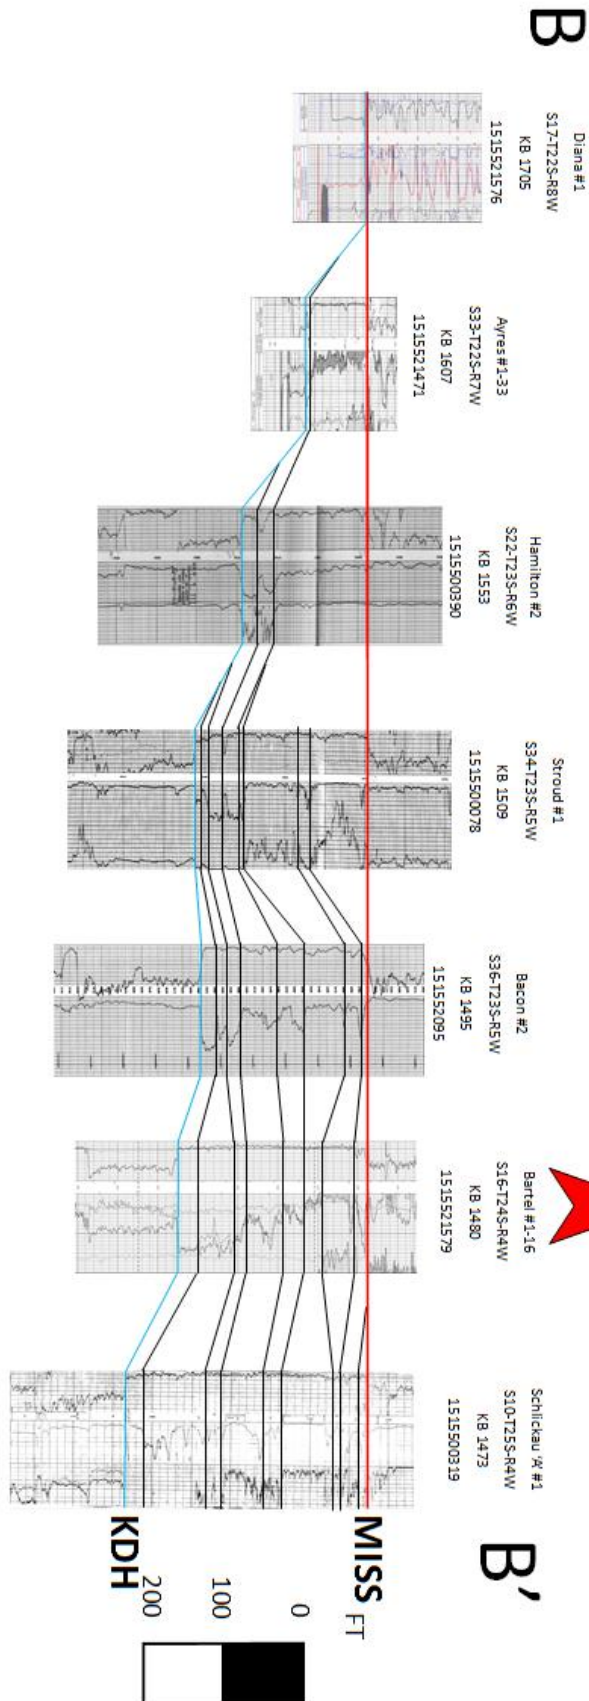 B
Diana #1
S17-T22S-R8W
KB 1705
1515521576
Ayres #1-33
S33-T22S-R7W
KB 1607
1515521471
Hamilton #2
S22-T23S-R6W
KB 1553
1515500390
Stroud #1
S34-T23S-R5W
KB 1509
1515500078
Bacon #2
S36-T23S-R5W
KB 1495
151552095
Bartel #1-16
S16-T24S-R4W
KB 1480
1515521579
Schlickau 'A' #1
S10-T25S-R4W
KB 1473
1515500319
B'
MISS
KDH
FT
0
100
200